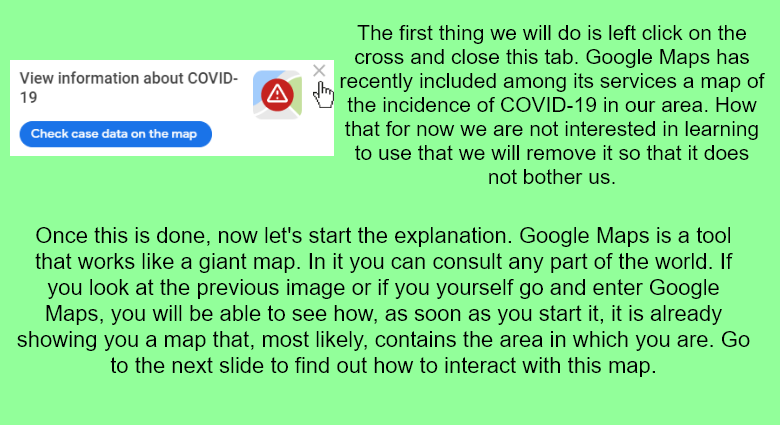 The first thing we will do is left click on the
cross and close this tab. Google Maps has
recently included among its services a map of
the incidence of COVID-19 in our area. How
that for now we are not interested in learning
to use that we will remove it so that it does
not bother us.
View information about COVID-
19
Check case data on the map
Once this is done, now let's start the explanation. Google Maps is a tool
that works like a giant map. In it you can consult any part of the world. If
you look at the previous image or if you yourself go and enter Google
Maps, you will be able to see how, as soon as you start it, it is already
showing you a map that, most likely, contains the area in which you are. Go
to the next slide to find out how to interact with this map.